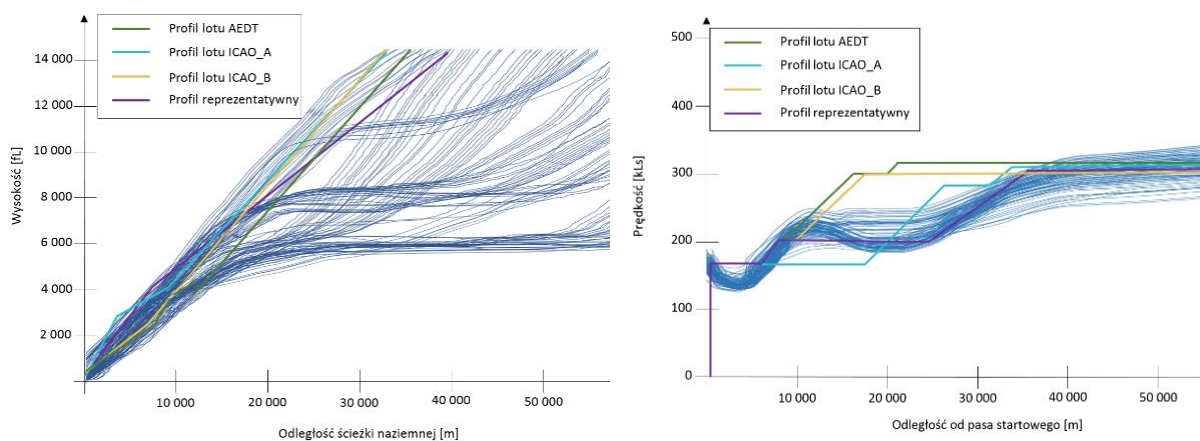 Profil lotu AEDT
Profil lotu ICAO_A
Profil lotu ICAO_B
Profil reprezentatywny
14 000
12 000
10 000
8 000
6 000
4 000
2 000
Wysokość [fL]
10 000
20 000
30 000
40 000
50 000
Odległość ścieżki naziemnej [m]
Profil lotu AEDT
Profil lotu ICAO_A
Profil lotu ICAO_B
Profil reprezentatywny
500
400
300
200
100
0
Prędkość [kLs]
10 000
20 000
30 000
40 000
50 000
Odległość od pasa startowego [m]